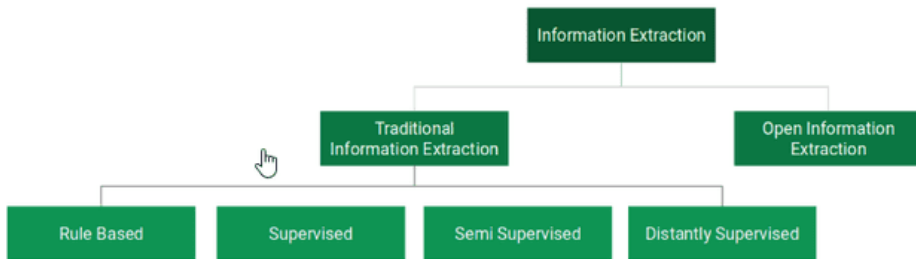 Information Extraction
Traditional
Information Extraction
Open Information
Extraction
Rule Based
Supervised
Semi Supervised
Distantly Supervised